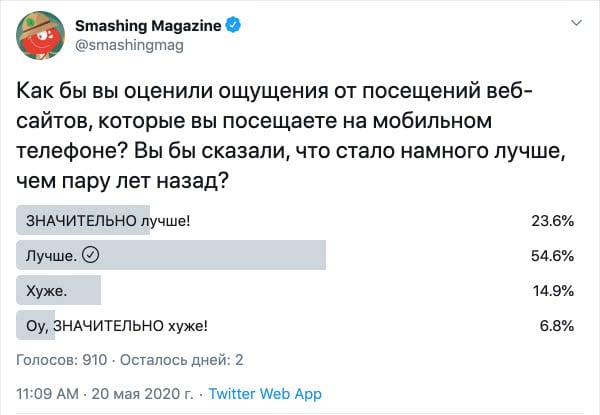 Smashing Magazine
@smashingmag
Как бы вы оценили ощущения от посещений веб-
сайтов, которые вы посещаете на мобильном
телефоне? Вы бы сказали, что стало намного лучше,
чем пару лет назад?
ЗНАЧИТЕЛЬНО лучше! 23.6%
Лучше. 54.6%
Хуже. 14.9%
Оу, ЗНАЧИТЕЛЬНО хуже! 6.8%
Голосов: 910 · Осталось дней: 2
11:09 AM · 20 мая 2020 г. · Twitter Web App